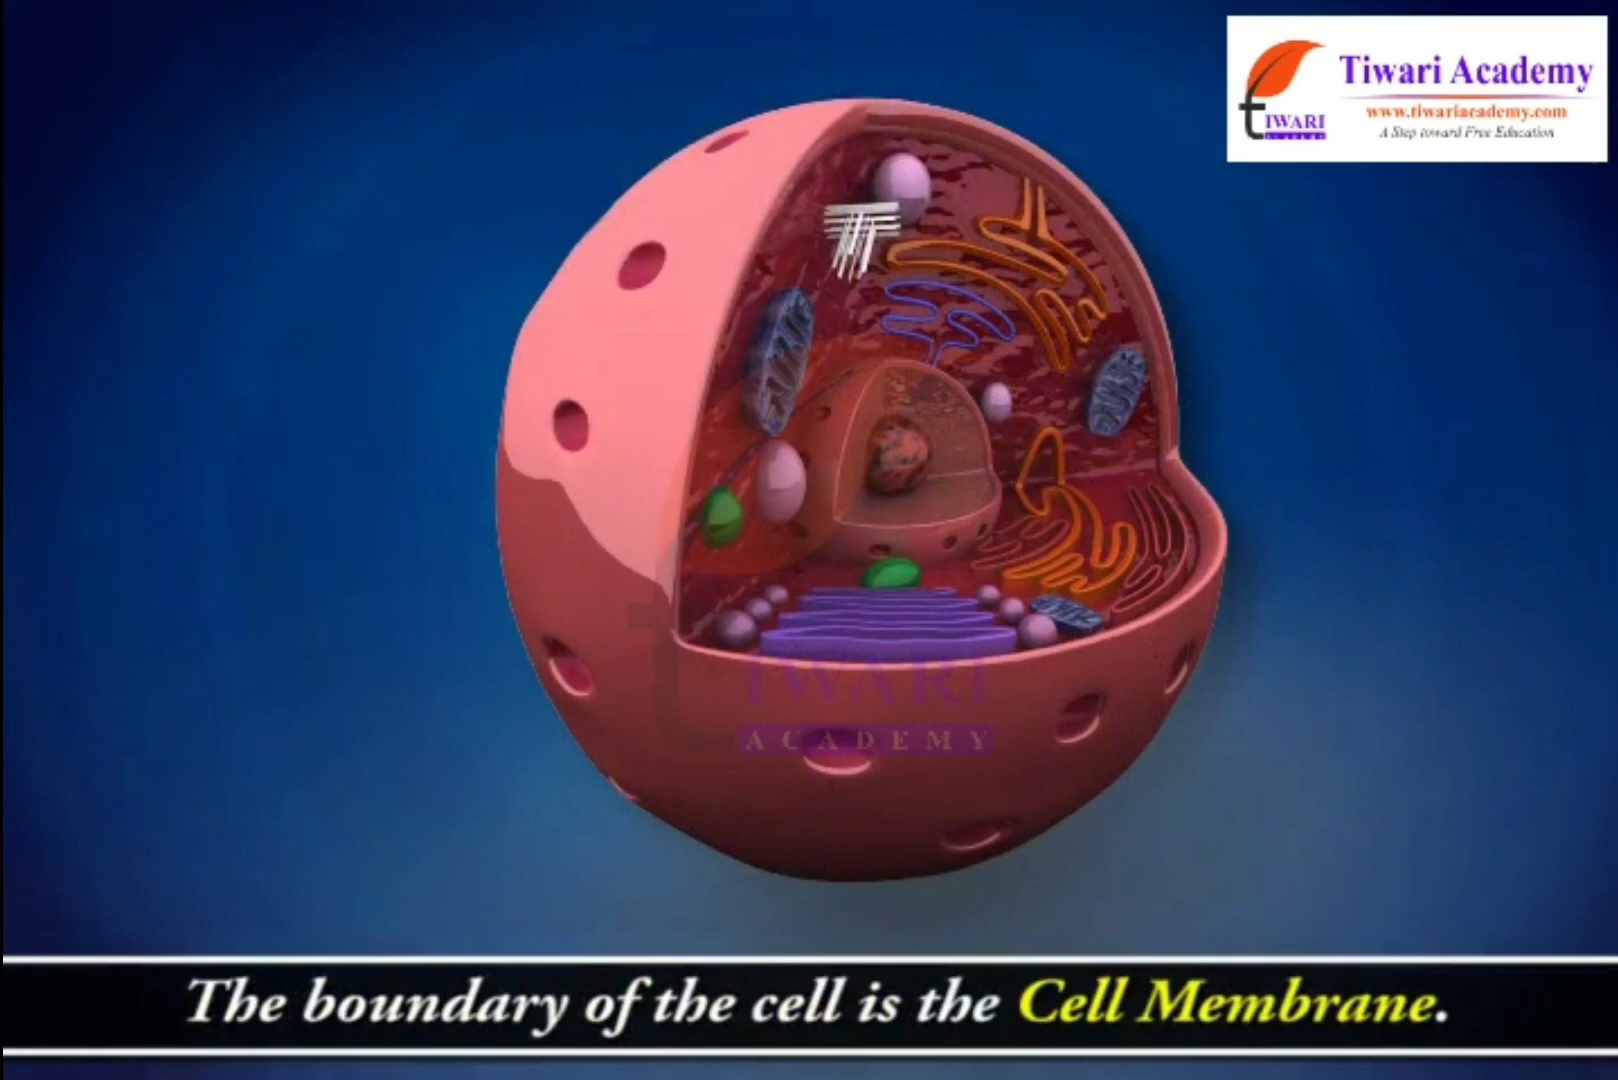 Tiwari Academy
www.tiwariacademy.com
A Step toward Free Education
tIWARI
ACADEMY
TIWARI
ACADEMY
The boundary of the cell is the Cell Membrane.